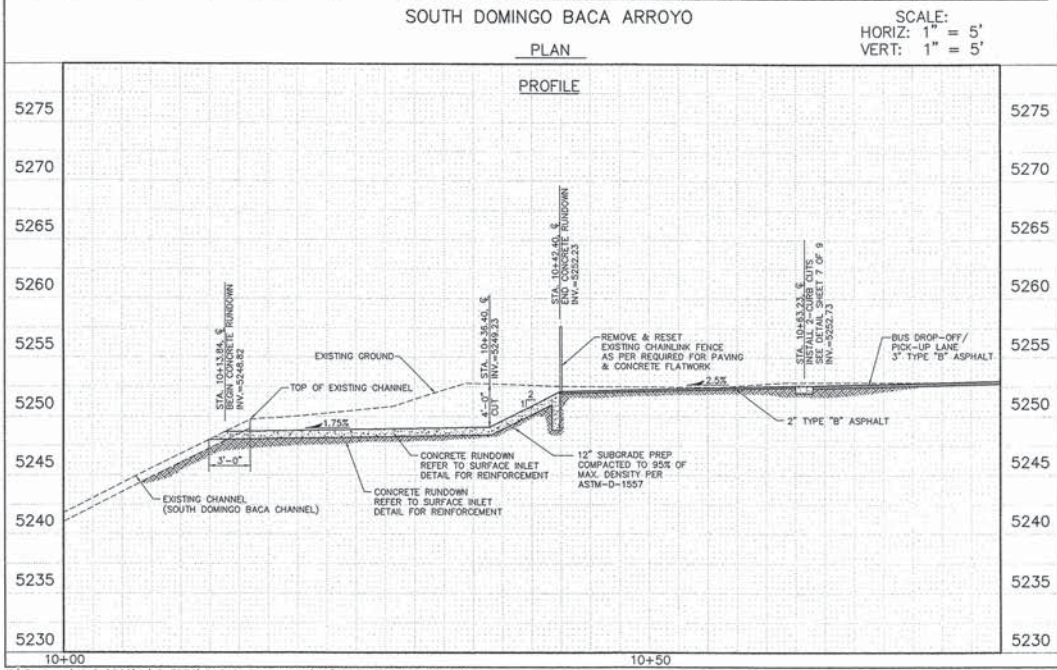 SOUTH DOMINGO BACA ARROYO
PLAN
SCALE:
HORIZ: 1" = 5'
VERT: 1" = 5'
PROFILE
5275
5270
5265
5260
5255
5250
5245
5240
5235
5230
5275
5270
5265
5260
5255
5250
5245
5240
5235
5230
10+00
10+50
STA. 10+13.84, ℄
BEGIN CONCRETE RUNDOWN
INV.=5248.82
EXISTING GROUND
TOP OF EXISTING CHANNEL
1.75%
3'-0"
EXISTING CHANNEL
(SOUTH DOMINGO BACA CHANNEL)
CONCRETE RUNDOWN
REFER TO SURFACE INLET
DETAIL FOR REINFORCEMENT
CONCRETE RUNDOWN
REFER TO SURFACE INLET
DETAIL FOR REINFORCEMENT
4'-0" STA. 10+36.40, ℄
CUT INV.=5249.23
1
2
STA. 10+42.40, ℄
END CONCRETE RUNDOWN
INV.=5252.23
REMOVE & RESET
EXISTING CHAINLINK FENCE
AS PER REQUIRED FOR PAVING
& CONCRETE FLATWORK
12" SUBGRADE PREP
COMPACTED TO 95% OF
MAX. DENSITY PER
ASTM-D-1557
2.5%
STA. 10+63.23, ℄
INSTALL 2-CURB CUTS
SEE DETAIL SHEET 7 OF 9
INV.=5252.73
BUS DROP-OFF/
PICK-UP LANE
3" TYPE "B" ASPHALT
2" TYPE "B" ASPHALT